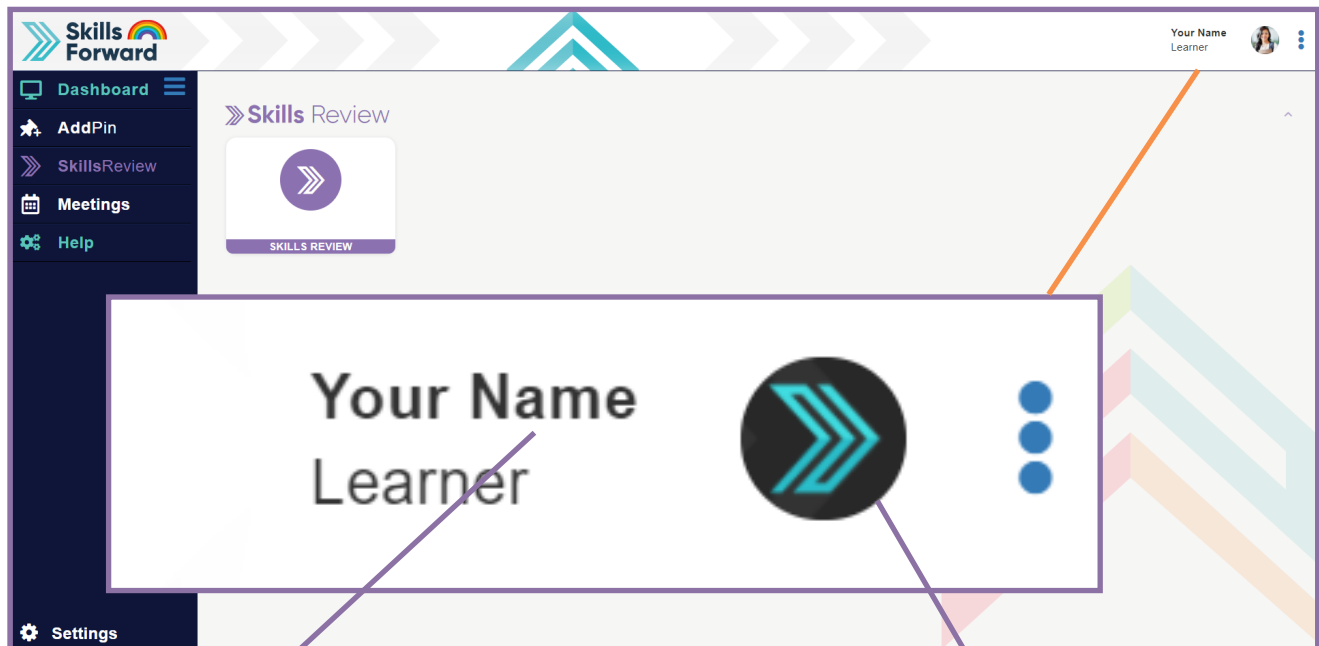 Skills
Forward
Your Name
Learner
Dashboard
AddPin
SkillsReview
Meetings
Help
Skills Review
SKILLS REVIEW
Your Name
Learner
Settings